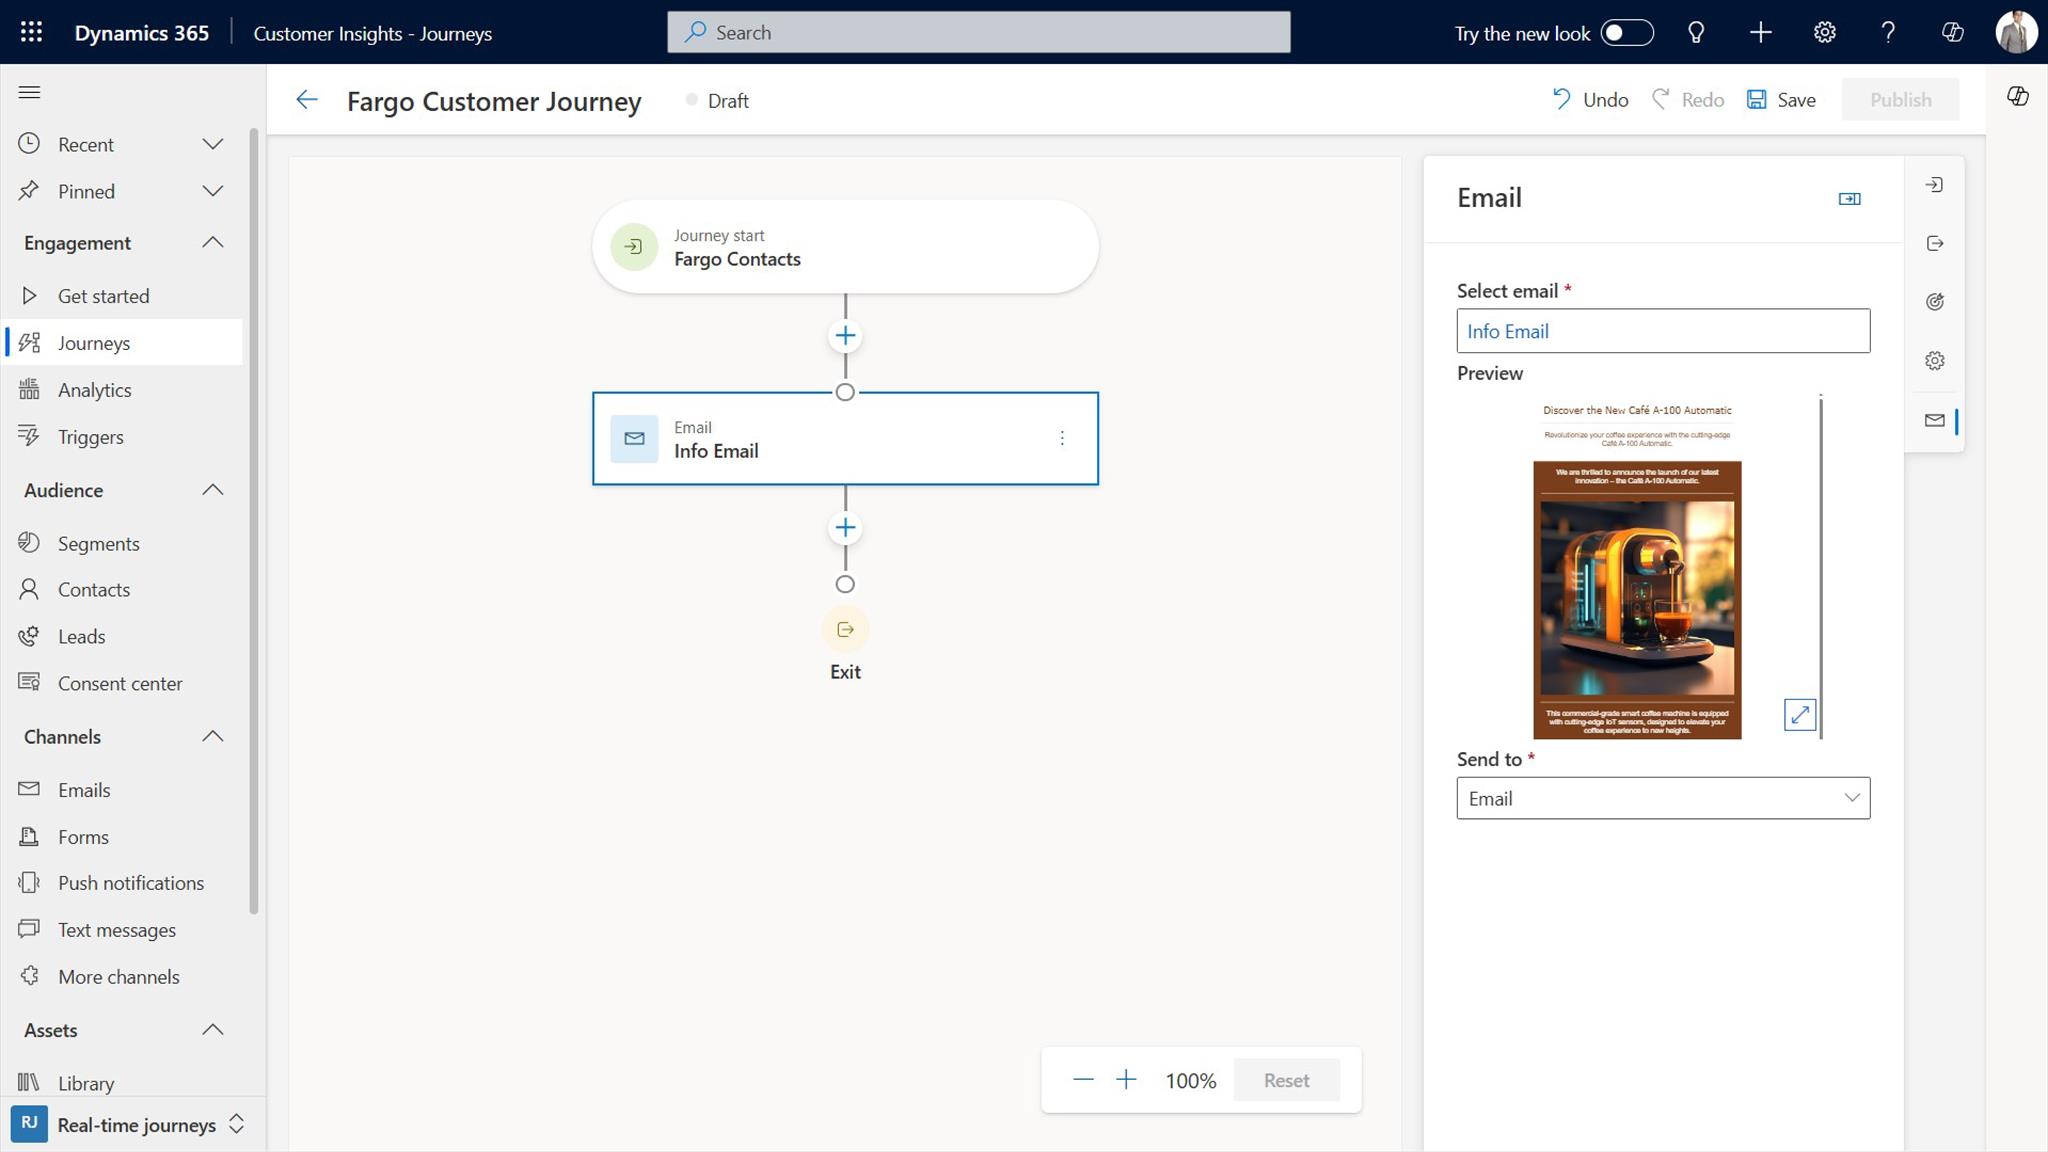 Dynamics 365
Customer Insights - Journeys
Search
Try the new look
Fargo Customer Journey
Draft
Undo
Redo
Save
Publish
Recent
Pinned
Engagement
Get started
Journeys
Analytics
Triggers
Audience
Segments
Contacts
Leads
Consent center
Channels
Emails
Forms
Push notifications
Text messages
More channels
Assets
Library
RJ
Real-time journeys
Journey start
Fargo Contacts
Email
Info Email
Exit
100%
Reset
Email
Select email *
Info Email
Preview
Discover the New Café A-100 Automatic
Revolutionize your coffee experience with the cutting-edge
Café A-100 Automatic.
We are thrilled to announce the launch of our latest
innovation – the Café A-100 Automatic.
This commercial-grade smart coffee machine is equipped
with cutting-edge IoT sensors, designed to elevate your
coffee experience to new heights.
Send to *
Email